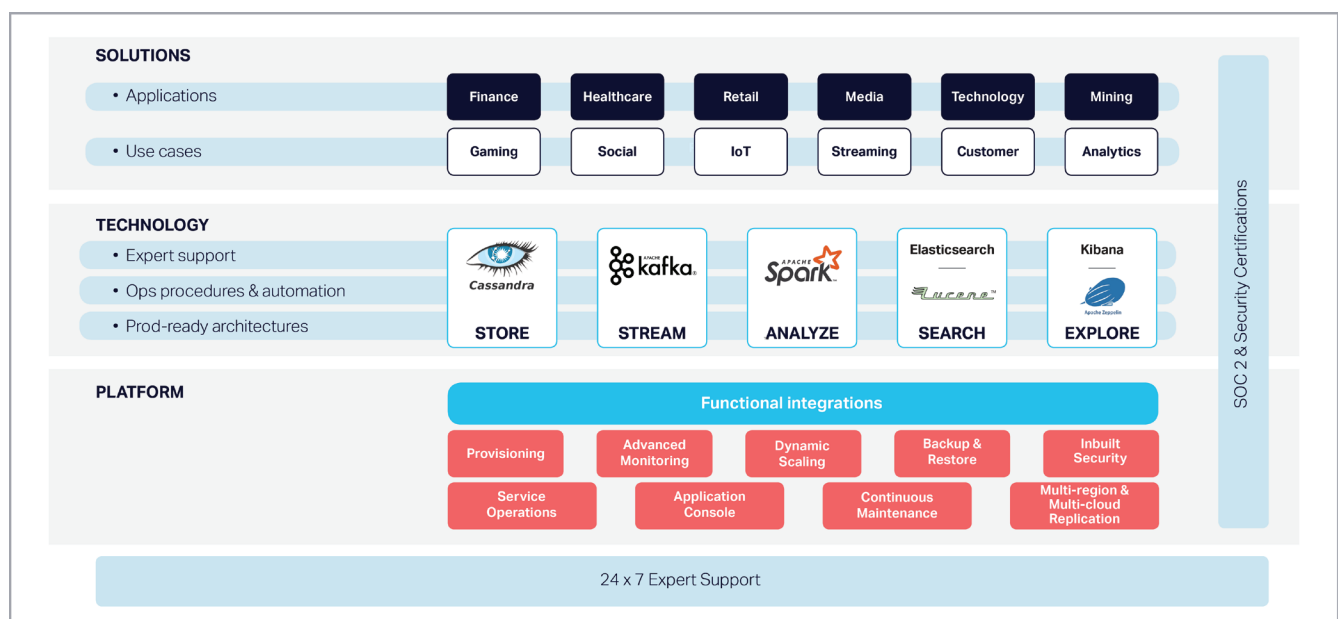 SOLUTIONS
• Applications
Finance
Healthcare
Retail
Media
Technology
Mining
• Use cases
Gaming
Social
IoT
Streaming
Customer
Analytics
TECHNOLOGY
• Expert support
• Ops procedures & automation
• Prod-ready architectures
Cassandra
STORE
APACHE
kafka®
STREAM
APACHE
Spark™
ANALYZE
Elasticsearch
Lucene™
SEARCH
Kibana
Apache Zeppelin
EXPLORE
PLATFORM
Functional integrations
Provisioning
Advanced
Monitoring
Dynamic
Scaling
Backup &
Restore
Inbuilt
Security
Service
Operations
Application
Console
Continuous
Maintenance
Multi-region &
Multi-cloud
Replication
SOC 2 & Security Certifications
24 x 7 Expert Support